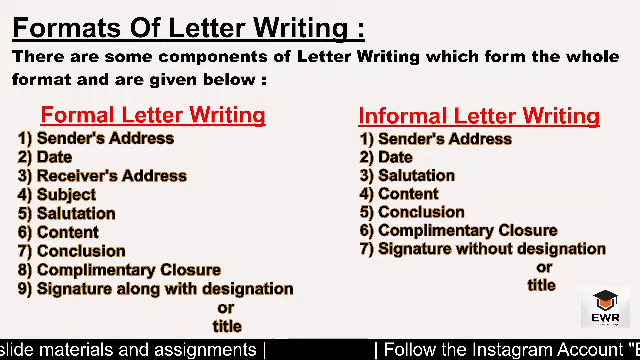 Formats Of Letter Writing :
There are some components of Letter Writing which form the whole
format and are given below :
Formal Letter Writing
1) Sender's Address
2) Date
3) Receiver's Address
4) Subject
5) Salutation
6) Content
7) Conclusion
8) Complimentary Closure
9) Signature along with designation
or
title
Informal Letter Writing
1) Sender's Address
2) Date
3) Salutation
4) Content
5) Conclusion
6) Complimentary Closure
7) Signature without designation
or
title
EWR
slide materials and assignments | | Follow the Instagram Account "E